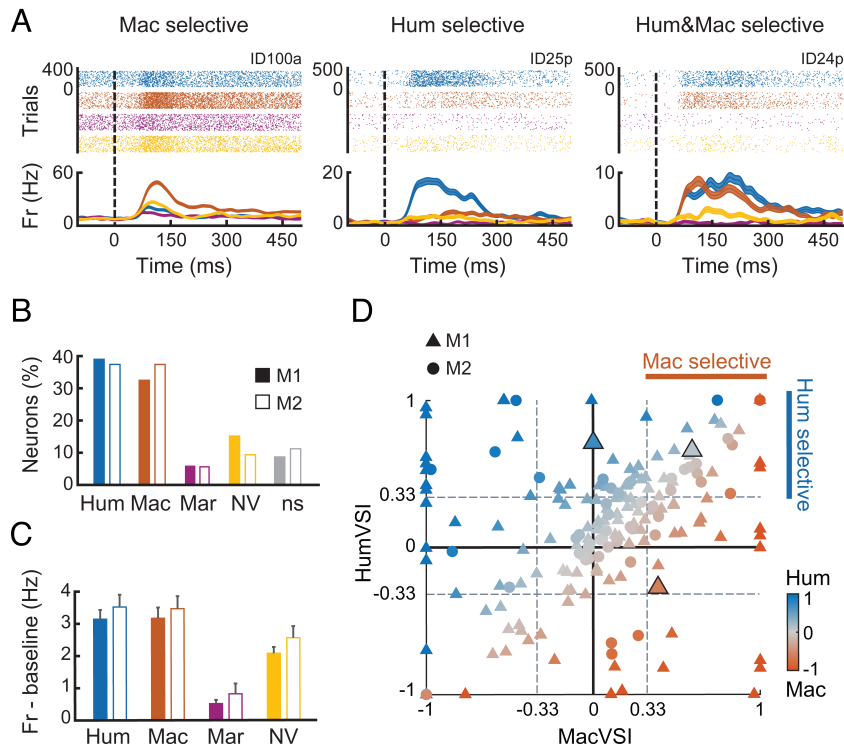 A
Mac selective
Hum selective
Hum&Mac selective
ID100a
ID25p
ID24p
400
0
500
0
500
0
Trials
60
0
20
0
10
0
Fr (Hz)
0 150 300 450
0 150 300 450
0 150 300 450
Time (ms)
Time (ms)
Time (ms)
B
Neurons (%)
40
30
20
10
0
M1
M2
Hum Mac Mar NV ns
C
Fr - baseline (Hz)
4
3
2
1
0
Hum Mac Mar NV
D
M1
M2
Mac selective
Hum selective
HumVSI
1
0.33
0
-0.33
-1
-1 -0.33 0 0.33 1
MacVSI
Hum
1
0
-1
Mac